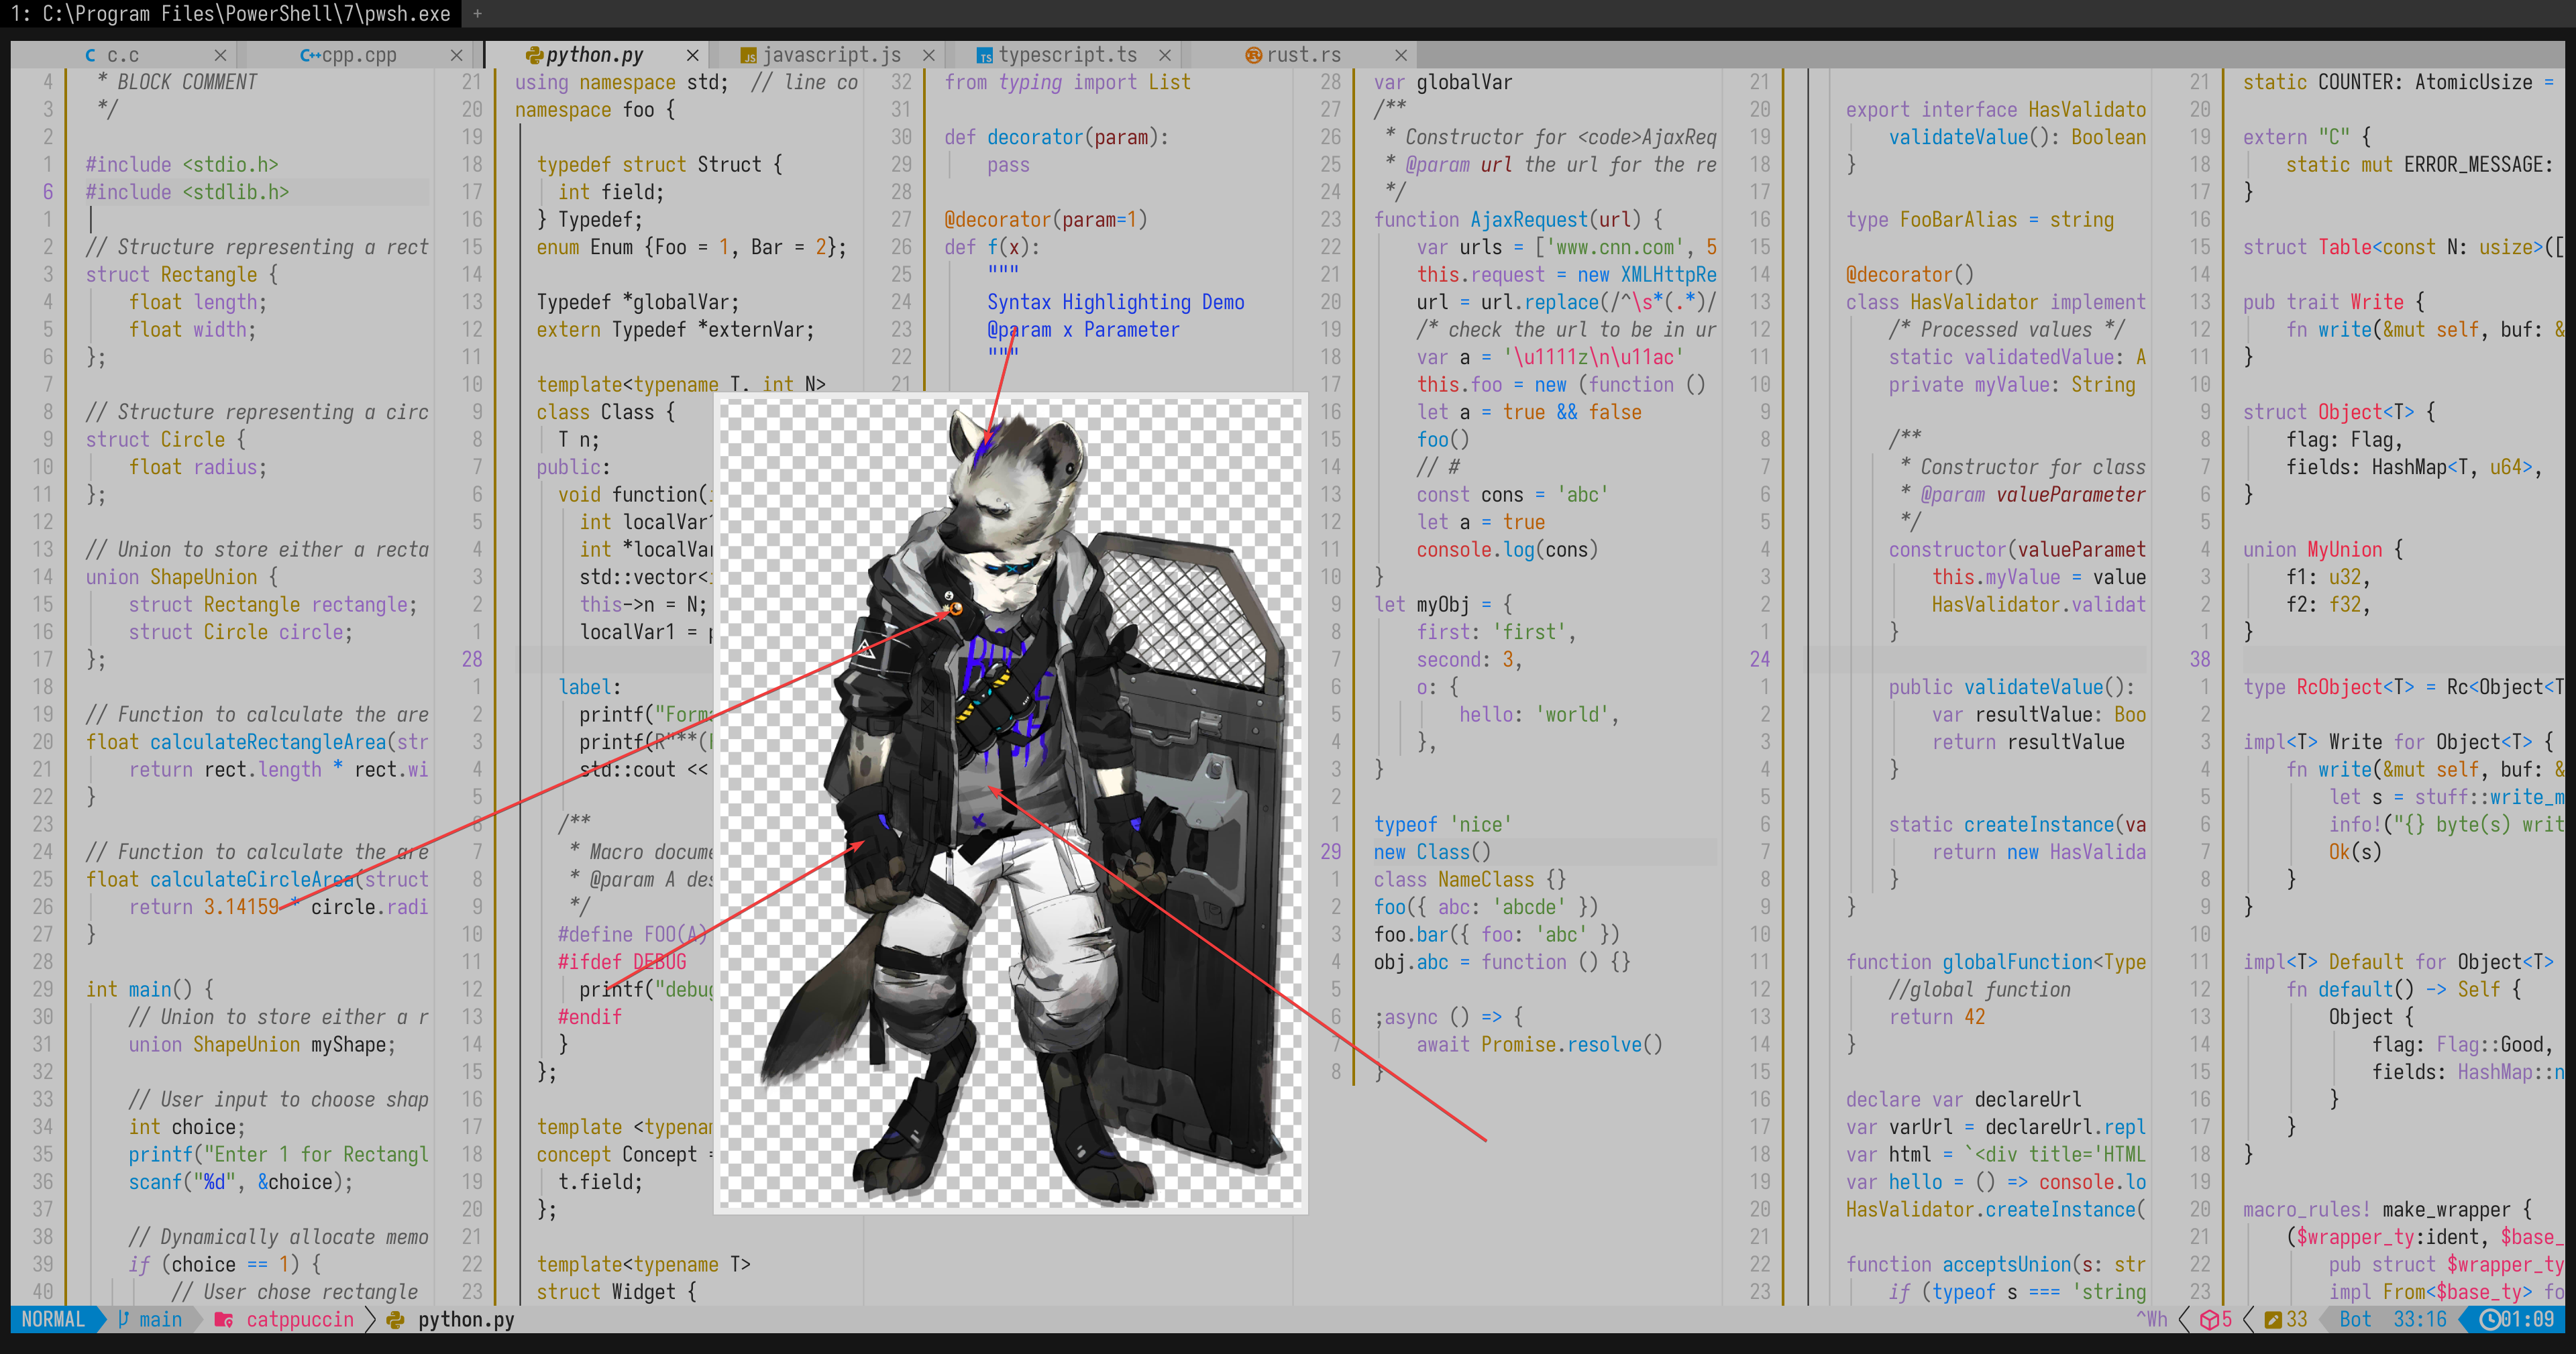 1: C:\Program Files\PowerShell\7\pwsh.exe +
c.c
cpp.cpp
python.py
javascript.js
typescript.ts
rust.rs
4 * BLOCK COMMENT
3 */
2
1 #include <stdio.h>
6 #include <stdlib.h>
1
2 // Structure representing a rect
3 struct Rectangle {
4 float length;
5 float width;
6 };
7
8 // Structure representing a circ
9 struct Circle {
10 float radius;
11 };
12
13 // Union to store either a recta
14 union ShapeUnion {
15 struct Rectangle rectangle;
16 struct Circle circle;
17 };
18
19 // Function to calculate the are
20 float calculateRectangleArea(str
21 return rect.length * rect.wi
22 }
23
24 // Function to calculate the are
25 float calculateCircleArea(struct
26 return 3.14159 * circle.radi
27 }
28
29 int main() {
30 // Union to store either a r
31 union ShapeUnion myShape;
32
33 // User input to choose shap
34 int choice;
35 printf("Enter 1 for Rectangl
36 scanf("%d", &choice);
37
38 // Dynamically allocate memo
39 if (choice == 1) {
40 // User chose rectangle
21 using namespace std; // line co
20 namespace foo {
19
18 typedef struct Struct {
17 int field;
16 } Typedef;
15 enum Enum {Foo = 1, Bar = 2};
14
13 Typedef *globalVar;
12 extern Typedef *externVar;
11
10 template<typename T, int N>
9 class Class {
8 T n;
7 public:
6 void function(
5 int localVar
4 int *localVa
3 std::vector<
2 this->n = N;
1 localVar1 =
28
1 label:
2 printf("Form
3 printf(R"**(
4 std::cout <<
5
6 /**
7 * Macro docume
8 * @param A des
9 */
10 #define FOO(A)
11 #ifdef DEBUG
12 printf("debug
13 #endif
14 }
15 };
16
17 template <typenam
18 concept Concept =
19 t.field;
20 };
21
22 template<typename T>
23 struct Widget {
32 from typing import List
31
30 def decorator(param):
29 pass
28
27 @decorator(param=1)
26 def f(x):
25 """
24 Syntax Highlighting Demo
23 @param x Parameter
22 """
21
28 var globalVar
27 /**
26 * Constructor for <code>AjaxReq
25 * @param url the url for the re
24 */
23 function AjaxRequest(url) {
22 var urls = ['www.cnn.com', 5
21 this.request = new XMLHttpRe
20 url = url.replace(/^\s*(.*)/
19 /* check the url to be in ur
18 var a = '\u1111z\n\u11ac'
17 this.foo = new (function ()
16 let a = true && false
15 foo()
14 // #
13 const cons = 'abc'
12 let a = true
11 console.log(cons)
10 }
9 let myObj = {
8 first: 'first',
7 second: 3,
6 o: {
5 hello: 'world',
4 },
3 }
2
1 typeof 'nice'
29 new Class()
1 class NameClass {}
2 foo({ abc: 'abcde' })
3 foo.bar({ foo: 'abc' })
4 obj.abc = function () {}
5
6 ;async () => {
7 await Promise.resolve()
8 }
21
20 export interface HasValidato
19 validateValue(): Boolean
18 }
17
16 type FooBarAlias = string
15
14 @decorator()
13 class HasValidator implement
12 /* Processed values */
11 static validatedValue: A
10 private myValue: String
9
8 /**
7 * Constructor for class
6 * @param valueParameter
5 */
4 constructor(valueParamet
3 this.myValue = value
2 HasValidator.validat
1 }
24
1 public validateValue():
2 var resultValue: Boo
3 return resultValue
4 }
5
6 static createInstance(va
7 return new HasValida
8 }
9 }
10
11 function globalFunction<Type
12 //global function
13 return 42
14 }
15
16 declare var declareUrl
17 var varUrl = declareUrl.repl
18 var html = `<div title='HTML
19 var hello = () => console.lo
20 HasValidator.createInstance(
21
22 function acceptsUnion(s: str
23 if (typeof s === 'string
21 static COUNTER: AtomicUsize =
20
19 extern "C" {
18 static mut ERROR_MESSAGE:
17 }
16
15 struct Table<const N: usize>([
14
13 pub trait Write {
12 fn write(&mut self, buf: &
11 }
10
9 struct Object<T> {
8 flag: Flag,
7 fields: HashMap<T, u64>,
6 }
5
4 union MyUnion {
3 f1: u32,
2 f2: f32,
1 }
38
1 type RcObject<T> = Rc<Object<T
2
3 impl<T> Write for Object<T> {
4 fn write(&mut self, buf: &
5 let s = stuff::write_m
6 info!("{} byte(s) writ
7 Ok(s)
8 }
9 }
10
11 impl<T> Default for Object<T>
12 fn default() -> Self {
13 Object {
14 flag: Flag::Good,
15 fields: HashMap::n
16 }
17 }
18 }
19
20 macro_rules! make_wrapper {
21 ($wrapper_ty:ident, $base_
22 pub struct $wrapper_ty
23 impl From<$base_ty> fo
NORMAL main catppuccin python.py ^Wh 5 33 Bot 33:16 01:09